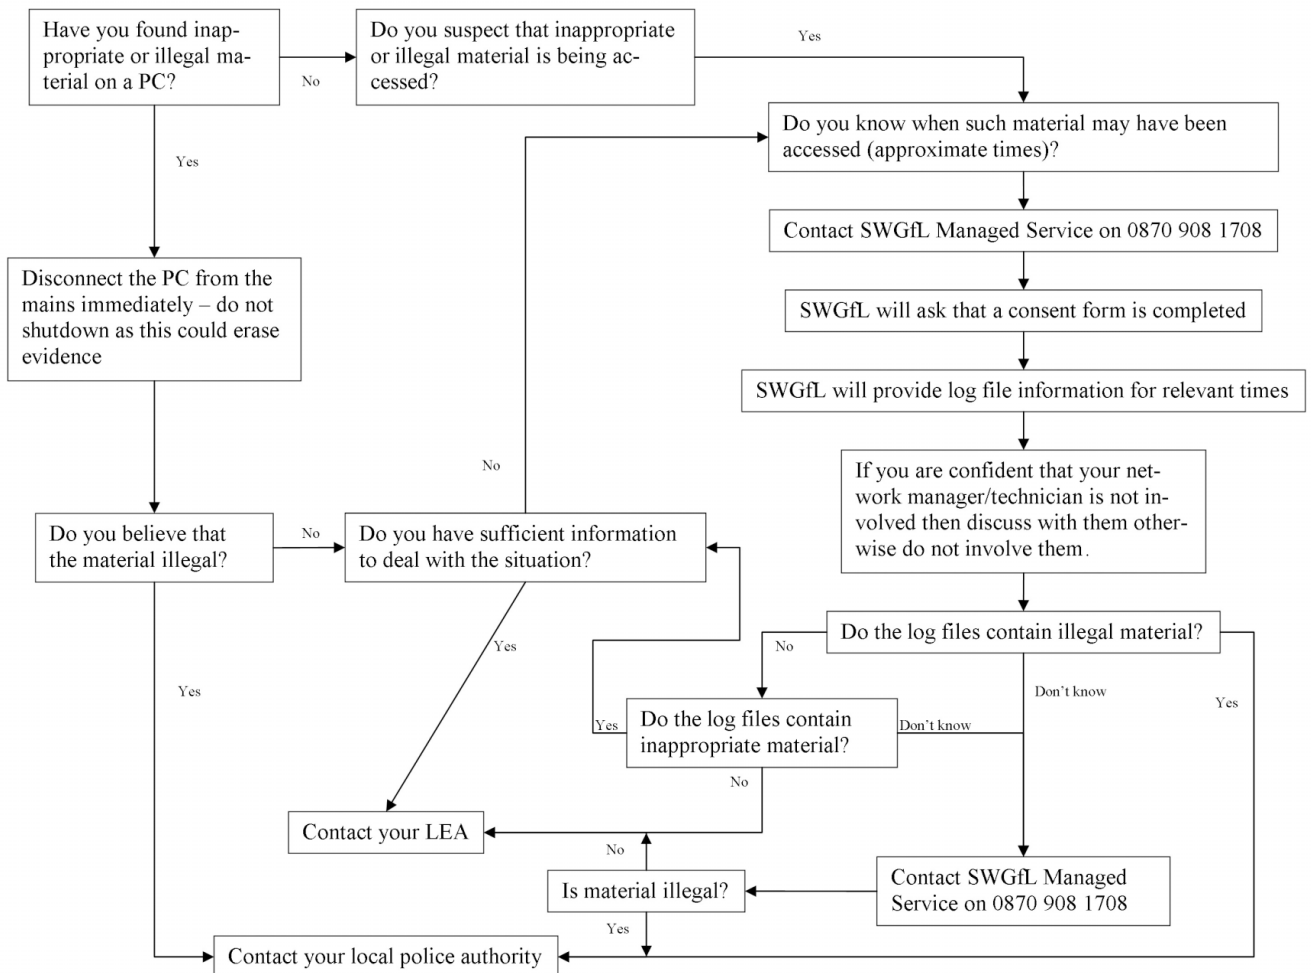 Have you found inap-
propriate or illegal ma-
terial on a PC?
Do you suspect that inappropriate
or illegal material is being ac-
cessed?
Yes
No
Do you know when such material may have been
accessed (approximate times)?
Yes
Contact SWGfL Managed Service on 0870 908 1708
Disconnect the PC from the
mains immediately – do not
shutdown as this could erase
evidence
SWGfL will ask that a consent form is completed
SWGfL will provide log file information for relevant times
No
If you are confident that your net-
work manager/technician is not in-
volved then discuss with them other-
wise do not involve them.
Do you believe that
the material illegal?
No
Do you have sufficient information
to deal with the situation?
Do the log files contain illegal material?
Yes
No
Yes
Don't know
Yes
Yes
Do the log files contain
inappropriate material?
Don't know
No
Contact your LEA
No
Contact SWGfL Managed
Service on 0870 908 1708
Is material illegal?
Yes
Contact your local police authority